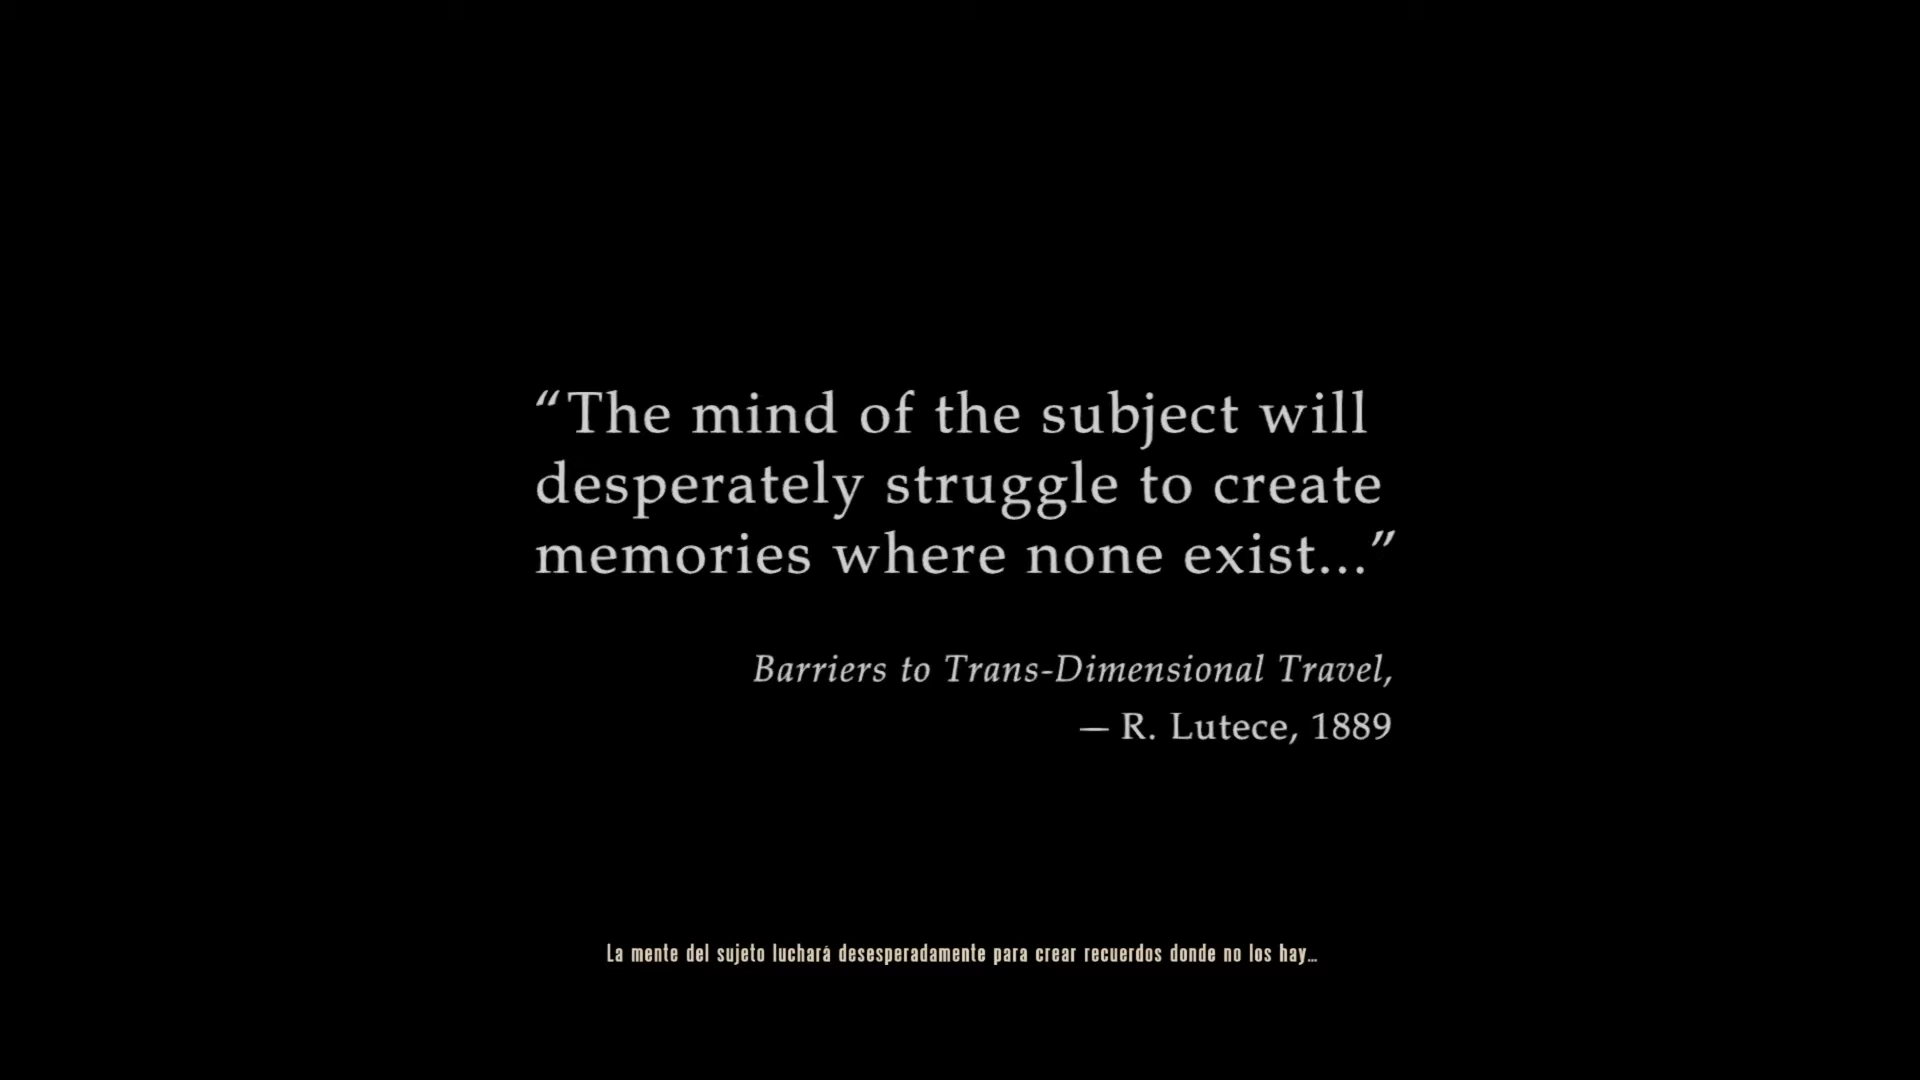 “The mind of the subject will
desperately struggle to create
memories where none exist...”
Barriers to Trans-Dimensional Travel,
— R. Lutece, 1889
La mente del sujeto luchará desesperadamente para crear recuerdos donde no los hay...